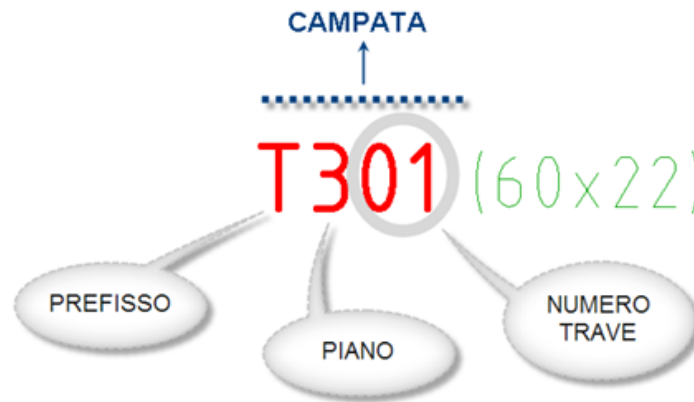 CAMPATA
T301 (60x22)
PREFISSO
PIANO
NUMERO
TRAVE